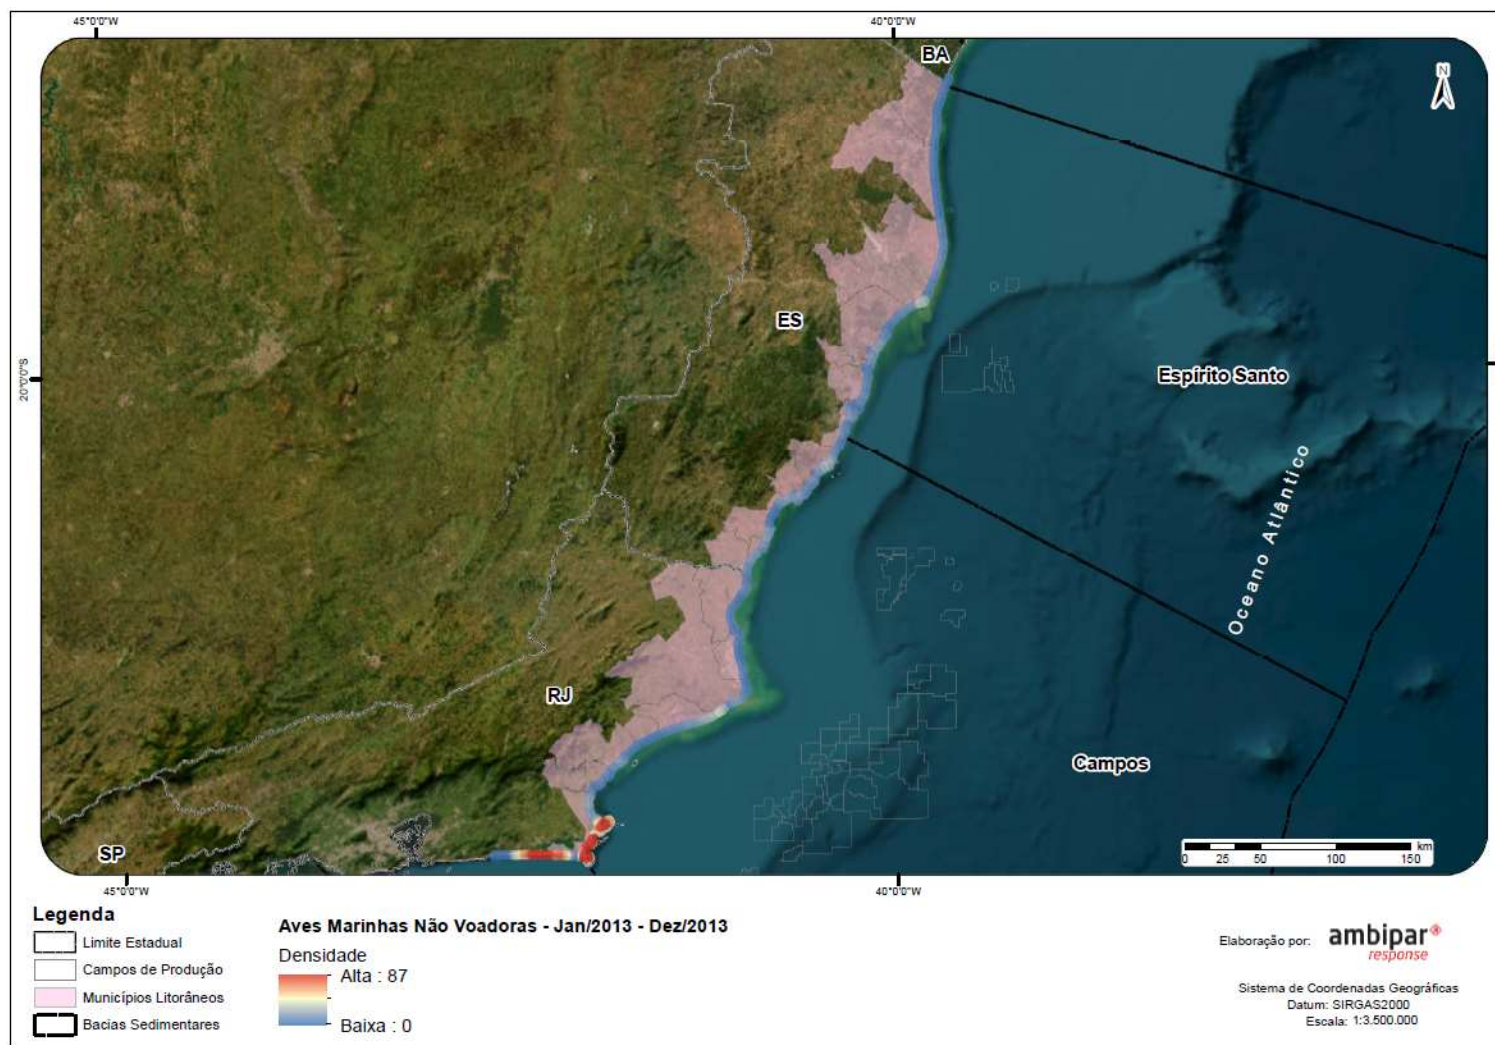 45°0'0"W
40°0'0"W
BA
N
ES
20°0'0"S
Espírito Santo
Oceano Atlântico
RJ
Campos
SP
km
0 25 50 100 150
45°0'0"W
40°0'0"W
Legenda
Limite Estadual
Campos de Produção
Municípios Litorâneos
Bacias Sedimentares
Aves Marinhas Não Voadoras - Jan/2013 - Dez/2013
Densidade
Alta : 87
Baixa : 0
Elaboração por:
ambipar
response
Sistema de Coordenadas Geográficas
Datum: SIRGAS2000
Escala: 1:3.500.000